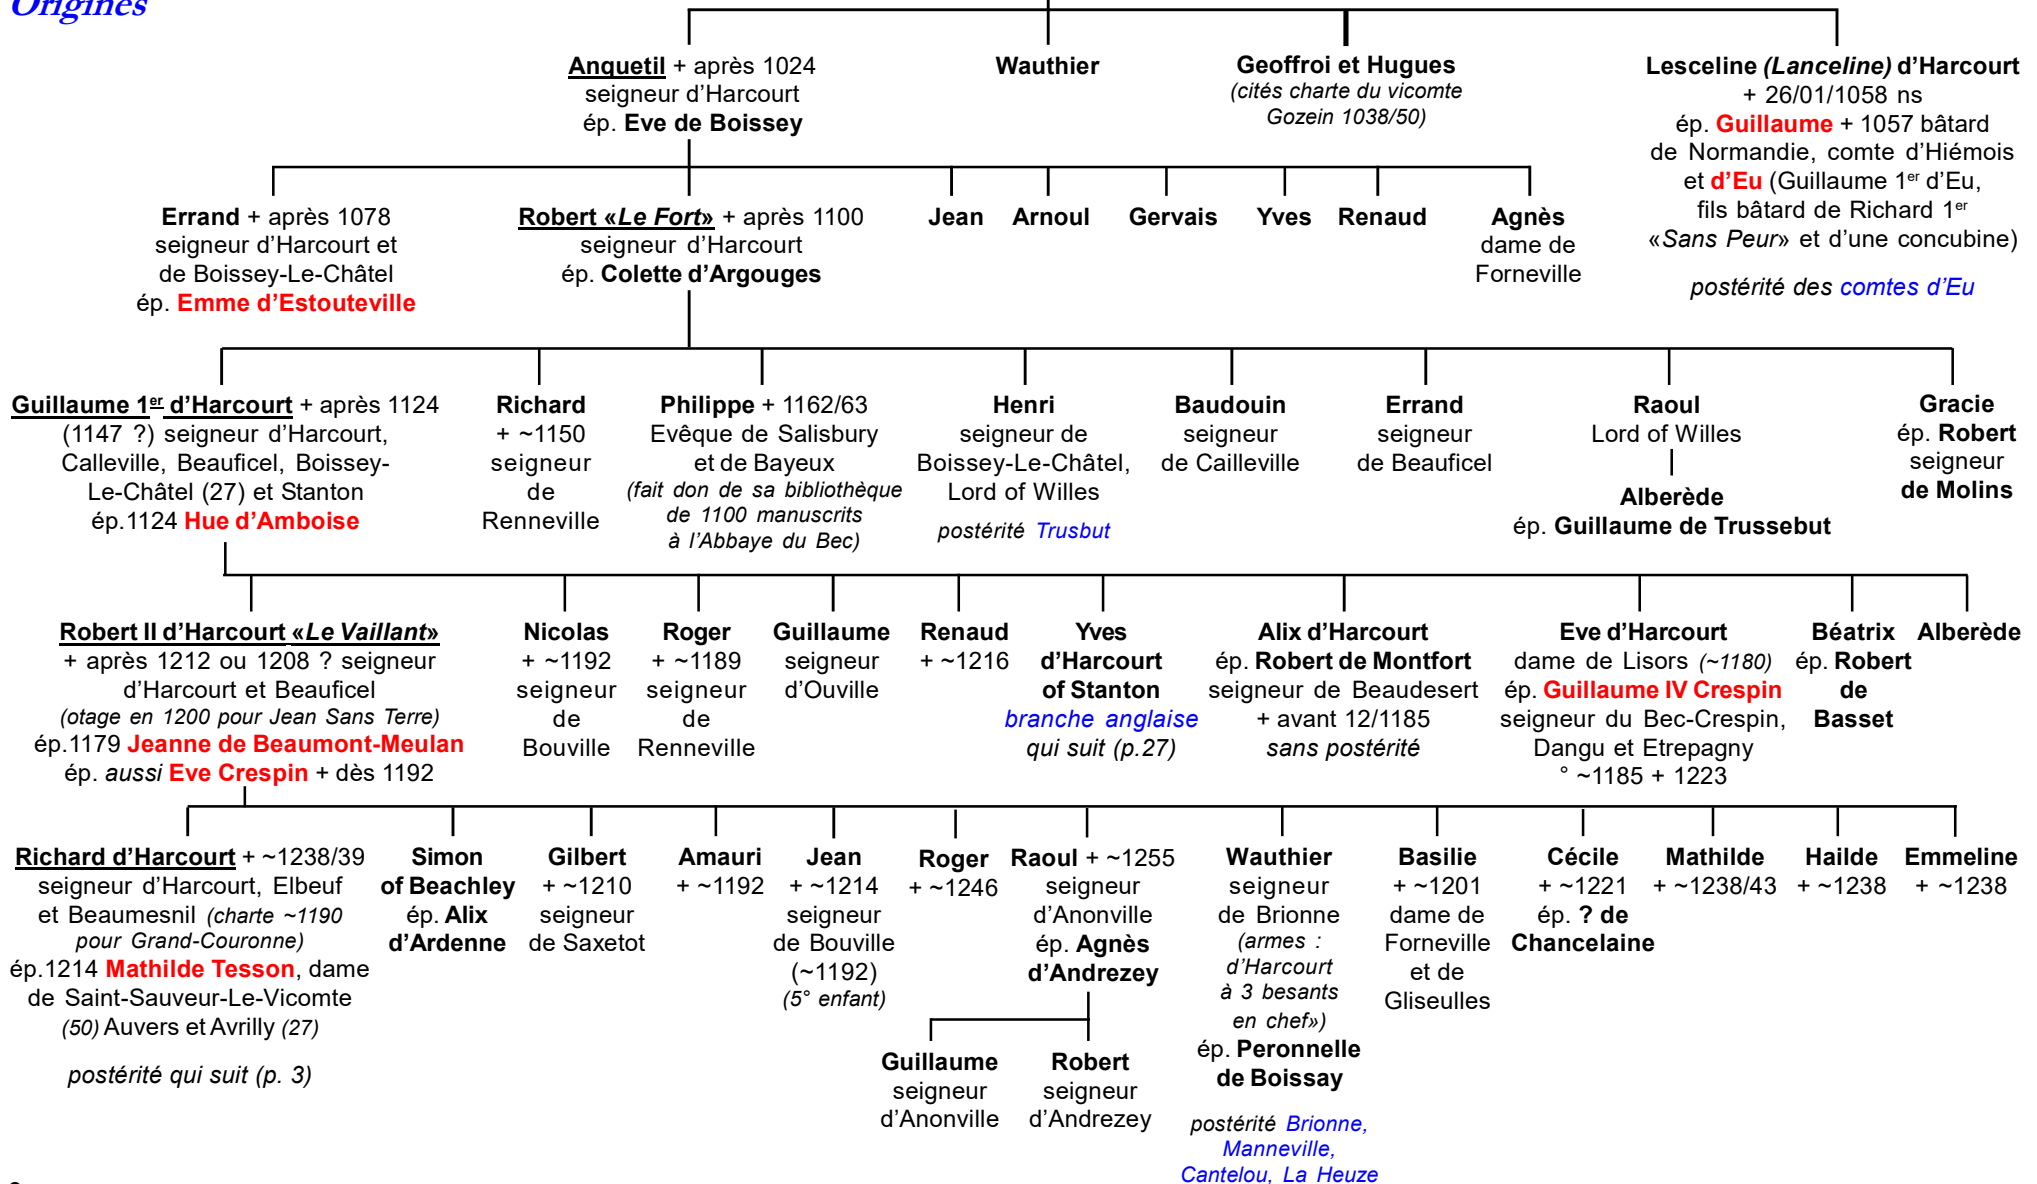 Origines
Anquetil + après 1024
seigneur d'Harcourt
ép. Eve de Boissey
Wauthier
Geoffroi et Hugues
(cités charte du vicomte
Gozein 1038/50)
Lesceline (Lanceline) d'Harcourt
+ 26/01/1058 ns
ép. Guillaume + 1057 bâtard
de Normandie, comte d'Hiémois
et d'Eu (Guillaume 1er d'Eu,
fils bâtard de Richard 1er
«Sans Peur» et d'une concubine)
postérité des comtes d'Eu
Errand + après 1078
seigneur d'Harcourt et
de Boissey-Le-Châtel
ép. Emme d'Estouteville
Robert «Le Fort» + après 1100
seigneur d'Harcourt
ép. Colette d'Argouges
Jean
Arnoul
Gervais
Yves
Renaud
Agnès
dame de
Forneville
Guillaume 1er d'Harcourt + après 1124
(1147 ?) seigneur d'Harcourt,
Calleville, Beauficel, Boissey-
Le-Châtel (27) et Stanton
ép.1124 Hue d'Amboise
Richard
+ ~1150
seigneur
de
Renneville
Philippe + 1162/63
Evêque de Salisbury
et de Bayeux
(fait don de sa bibliothèque
de 1100 manuscrits
à l'Abbaye du Bec)
Henri
seigneur de
Boissey-Le-Châtel,
Lord of Willes
postérité Trusbut
Baudouin
seigneur
de Cailleville
Errand
seigneur
de Beauficel
Raoul
Lord of Willes
Alberède
ép. Guillaume de Trussebut
Gracie
ép. Robert
seigneur
de Molins
Robert II d'Harcourt «Le Vaillant»
+ après 1212 ou 1208 ? seigneur
d'Harcourt et Beauficel
(otage en 1200 pour Jean Sans Terre)
ép.1179 Jeanne de Beaumont-Meulan
ép. aussi Eve Crespin + dès 1192
Nicolas
+ ~1192
seigneur
de
Bouville
Roger
+ ~1189
seigneur
de
Renneville
Guillaume
seigneur
d'Ouville
Renaud
+ ~1216
Yves
d'Harcourt
of Stanton
branche anglaise
qui suit (p.27)
Alix d'Harcourt
ép. Robert de Montfort
seigneur de Beaudesert
+ avant 12/1185
sans postérité
Eve d'Harcourt
dame de Lisors (~1180)
ép. Guillaume IV Crespin
seigneur du Bec-Crespin,
Dangu et Etrepagny
° ~1185 + 1223
Béatrix
ép. Robert
de
Basset
Alberède
Richard d'Harcourt + ~1238/39
seigneur d'Harcourt, Elbeuf
et Beaumesnil (charte ~1190
pour Grand-Couronne)
ép.1214 Mathilde Tesson, dame
de Saint-Sauveur-Le-Vicomte
(50) Auvers et Avrilly (27)
postérité qui suit (p. 3)
Simon
of Beachley
ép. Alix
d'Ardenne
Gilbert
+ ~1210
seigneur
de Saxetot
Amauri
+ ~1192
Jean
+ ~1214
seigneur
de Bouville
(~1192)
(5° enfant)
Roger
+ ~1246
Raoul + ~1255
seigneur
d'Anonville
ép. Agnès
d'Andrezey
Guillaume
seigneur
d'Anonville
Robert
seigneur
d'Andrezey
Wauthier
seigneur
de Brionne
(armes :
d'Harcourt
à 3 besants
en chef»)
ép. Peronnelle
de Boissay
postérité Brionne,
Manneville,
Cantelou, La Heuze
Basilie
+ ~1201
dame de
Forneville
et de
Gliseulles
Cécile
+ ~1221
ép. ? de
Chancelaine
Mathilde
+ ~1238/43
Hailde
+ ~1238
Emmeline
+ ~1238